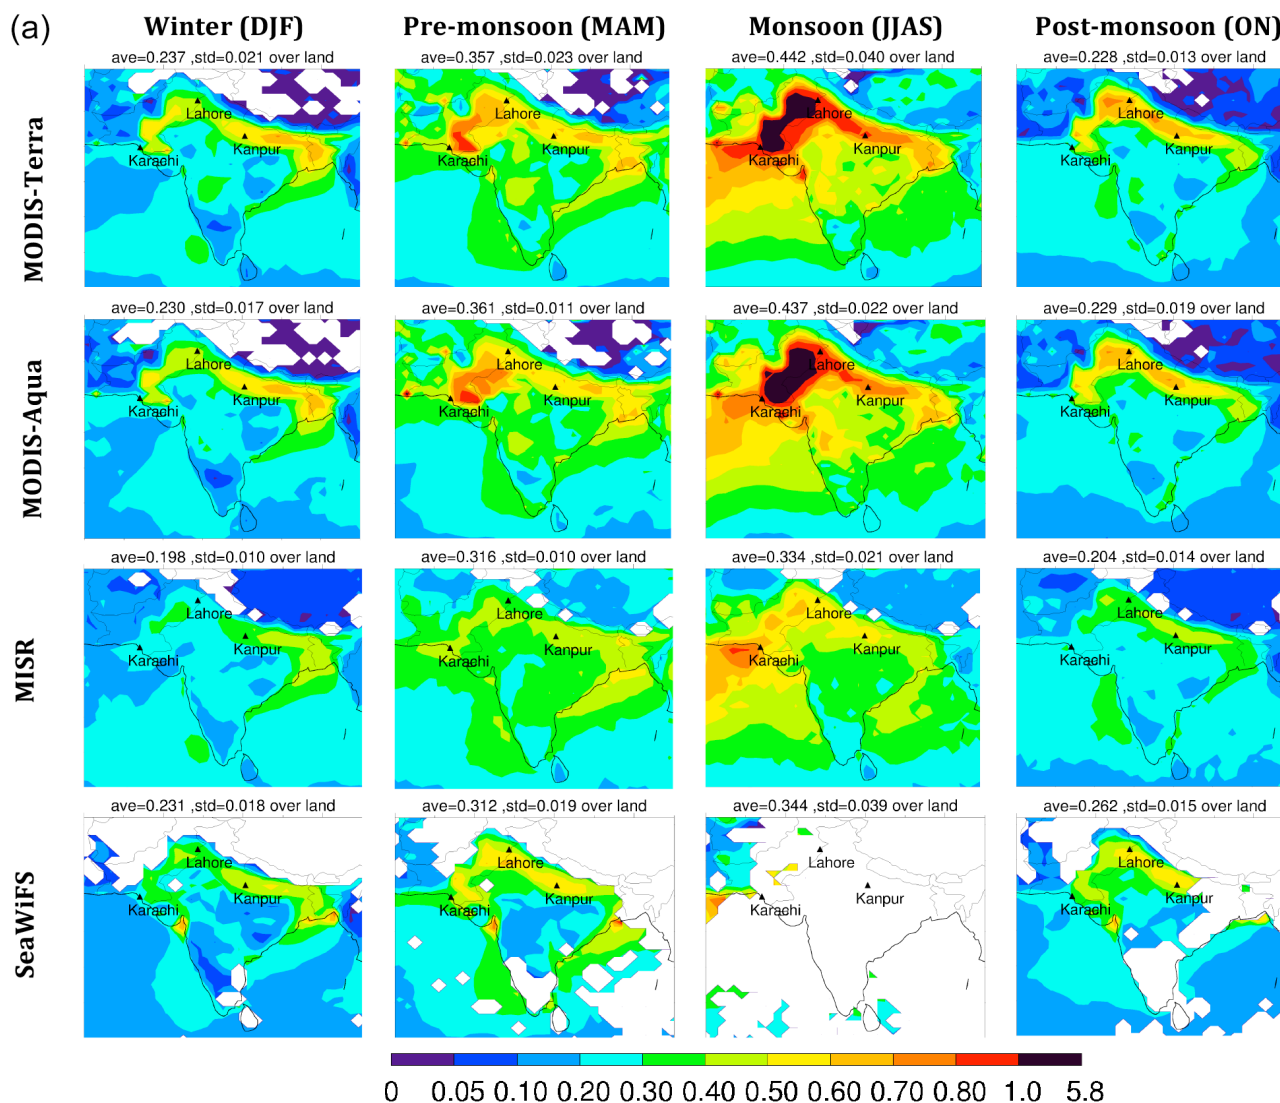 (a)
Winter (DJF) Pre-monsoon (MAM) Monsoon (JJAS) Post-monsoon (ON)
MODIS-Terra
ave=0.237 ,std=0.021 over land ave=0.357 ,std=0.023 over land ave=0.442 ,std=0.040 over land ave=0.228 ,std=0.013 over land
Lahore Lahore Lahore Lahore
Kanpur Kanpur Kanpur Kanpur
Karachi Karachi Karachi Karachi
MODIS-Aqua
ave=0.230 ,std=0.017 over land ave=0.361 ,std=0.011 over land ave=0.437 ,std=0.022 over land ave=0.229 ,std=0.019 over land
Lahore Lahore Lahore Lahore
Kanpur Kanpur Kanpur Kanpur
Karachi Karachi Karachi Karachi
MISR
ave=0.198 ,std=0.010 over land ave=0.316 ,std=0.010 over land ave=0.334 ,std=0.021 over land ave=0.204 ,std=0.014 over land
Lahore Lahore Lahore Lahore
Kanpur Kanpur Kanpur Kanpur
Karachi Karachi Karachi Karachi
SeaWiFS
ave=0.231 ,std=0.018 over land ave=0.312 ,std=0.019 over land ave=0.344 ,std=0.039 over land ave=0.262 ,std=0.015 over land
Lahore Lahore Lahore Lahore
Kanpur Kanpur Kanpur Kanpur
Karachi Karachi Karachi Karachi
0 0.05 0.10 0.20 0.30 0.40 0.50 0.60 0.70 0.80 1.0 5.8